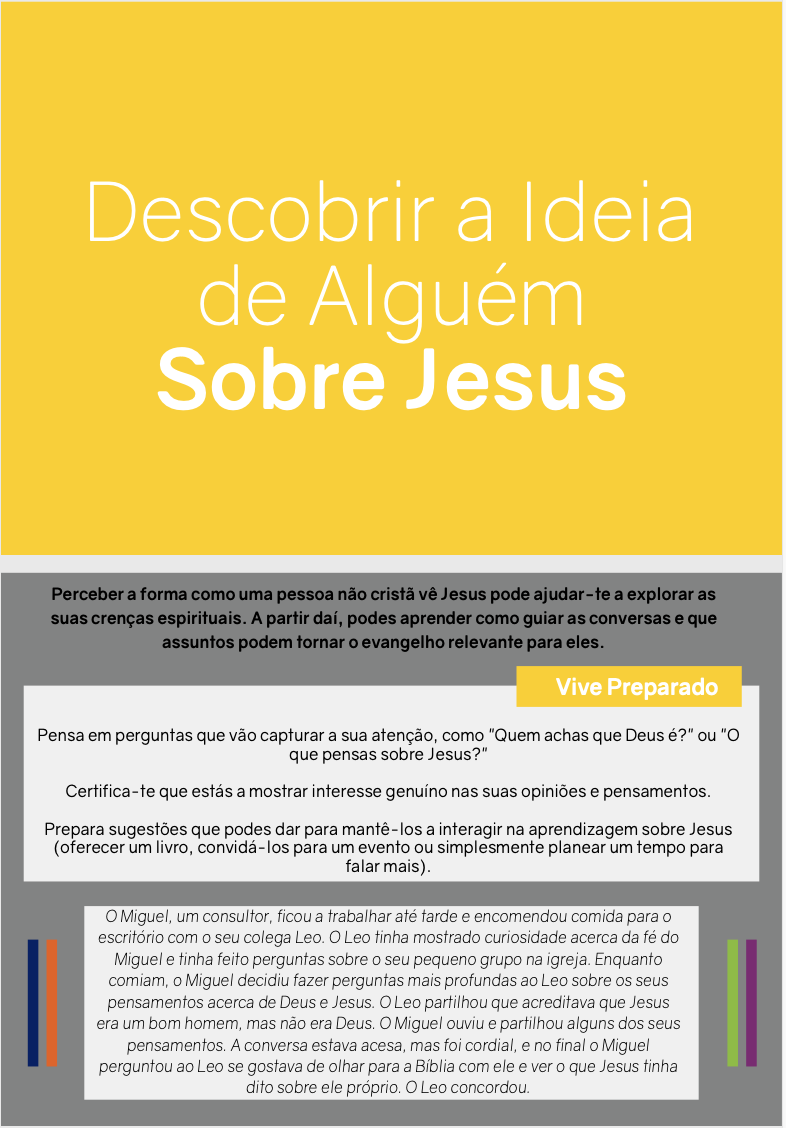 Descobrir a Ideia
de Alguém
Sobre Jesus
Perceber a forma como uma pessoa não cristã vê Jesus pode ajudar-te a explorar as
suas crenças espirituais. A partir daí, podes aprender como guiar as conversas e que
assuntos podem tornar o evangelho relevante para eles.
Vive Preparado
Pensa em perguntas que vão capturar a sua atenção, como "Quem achas que Deus é?" ou "O
que pensas sobre Jesus?"
Certifica-te que estás a mostrar interesse genuíno nas suas opiniões e pensamentos.
Prepara sugestões que podes dar para mantê-los a interagir na aprendizagem sobre Jesus
(oferecer um livro, convidá-los para um evento ou simplesmente planear um tempo para
falar mais).
O Miguel, um consultor, ficou a trabalhar até tarde e encomendou comida para o
escritório com o seu colega Leo. O Leo tinha mostrado curiosidade acerca da fé do
Miguel e tinha feito perguntas sobre o seu pequeno grupo na igreja. Enquanto
comiam, o Miguel decidiu fazer perguntas mais profundas ao Leo sobre os seus
pensamentos acerca de Deus e Jesus. O Leo partilhou que acreditava que Jesus
era um bom homem, mas não era Deus. O Miguel ouviu e partilhou alguns dos seus
pensamentos. A conversa estava acesa, mas foi cordial, e no final o Miguel
perguntou ao Leo se gostava de olhar para a Bíblia com ele e ver o que Jesus tinha
dito sobre ele próprio. O Leo concordou.